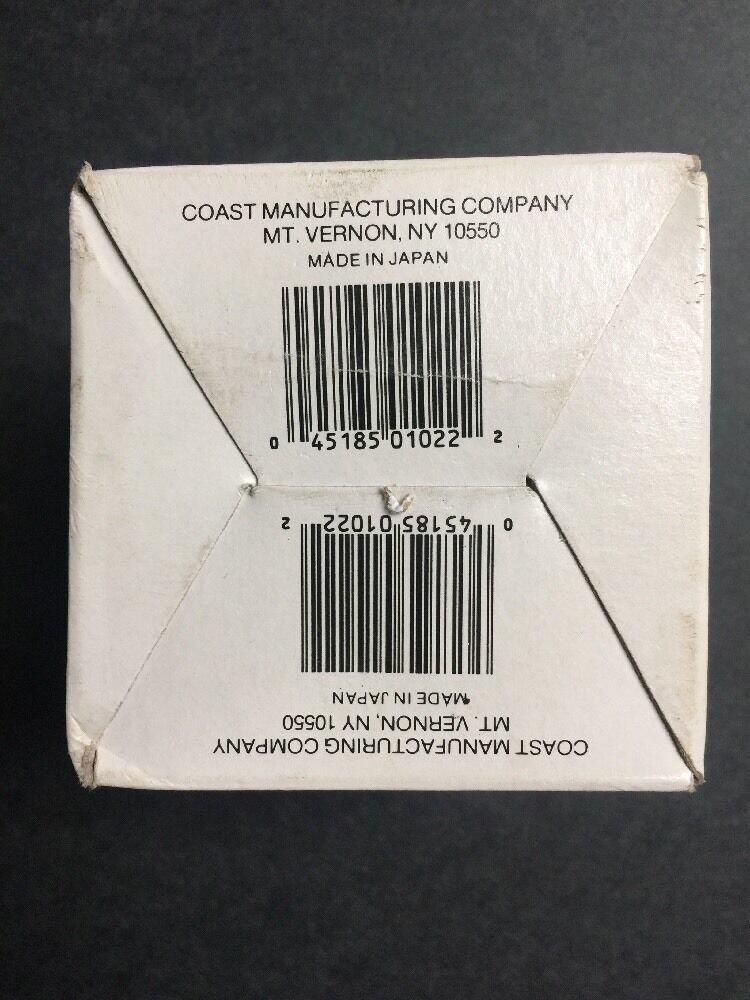 COAST MANUFACTURING COMPANY
MT. VERNON, NY 10550
MADE IN JAPAN
0 45185 01022 2
0 45185 01022 2
MADE IN JAPAN
MT. VERNON, NY 10550
COAST MANUFACTURING COMPANY